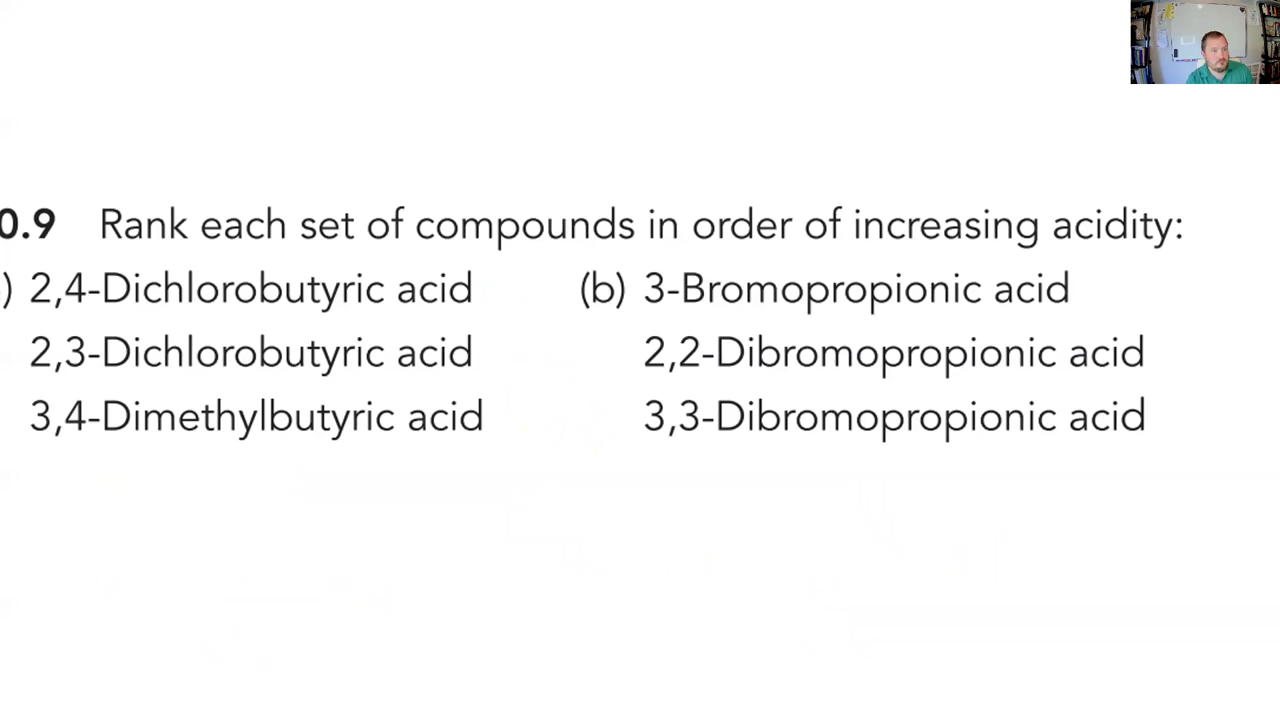 0.9 Rank each set of compounds in order of increasing acidity:
) 2,4-Dichlorobutyric acid
2,3-Dichlorobutyric acid
3,4-Dimethylbutyric acid
(b) 3-Bromopropionic acid
2,2-Dibromopropionic acid
3,3-Dibromopropionic acid